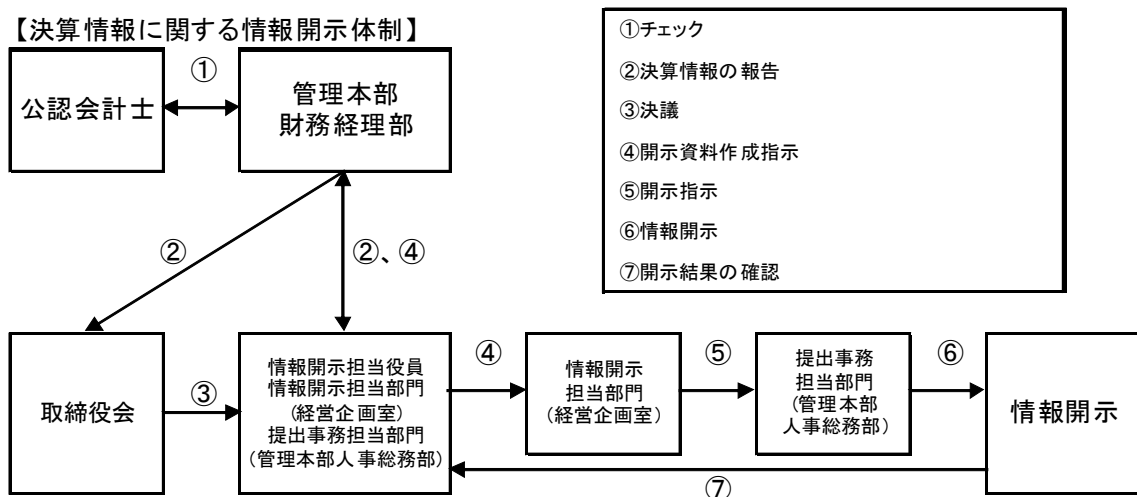 【決算情報に関する情報開示体制】
①チェック
②決算情報の報告
③決議
④開示資料作成指示
⑤開示指示
⑥情報開示
⑦開示結果の確認
公認会計士
①
管理本部
財務経理部
②
②、④
取締役会
③
情報開示担当役員
情報開示担当部門
(経営企画室)
提出事務担当部門
(管理本部人事総務部)
④
情報開示
担当部門
(経営企画室)
⑤
提出事務
担当部門
(管理本部
人事総務部)
⑥
情報開示
⑦